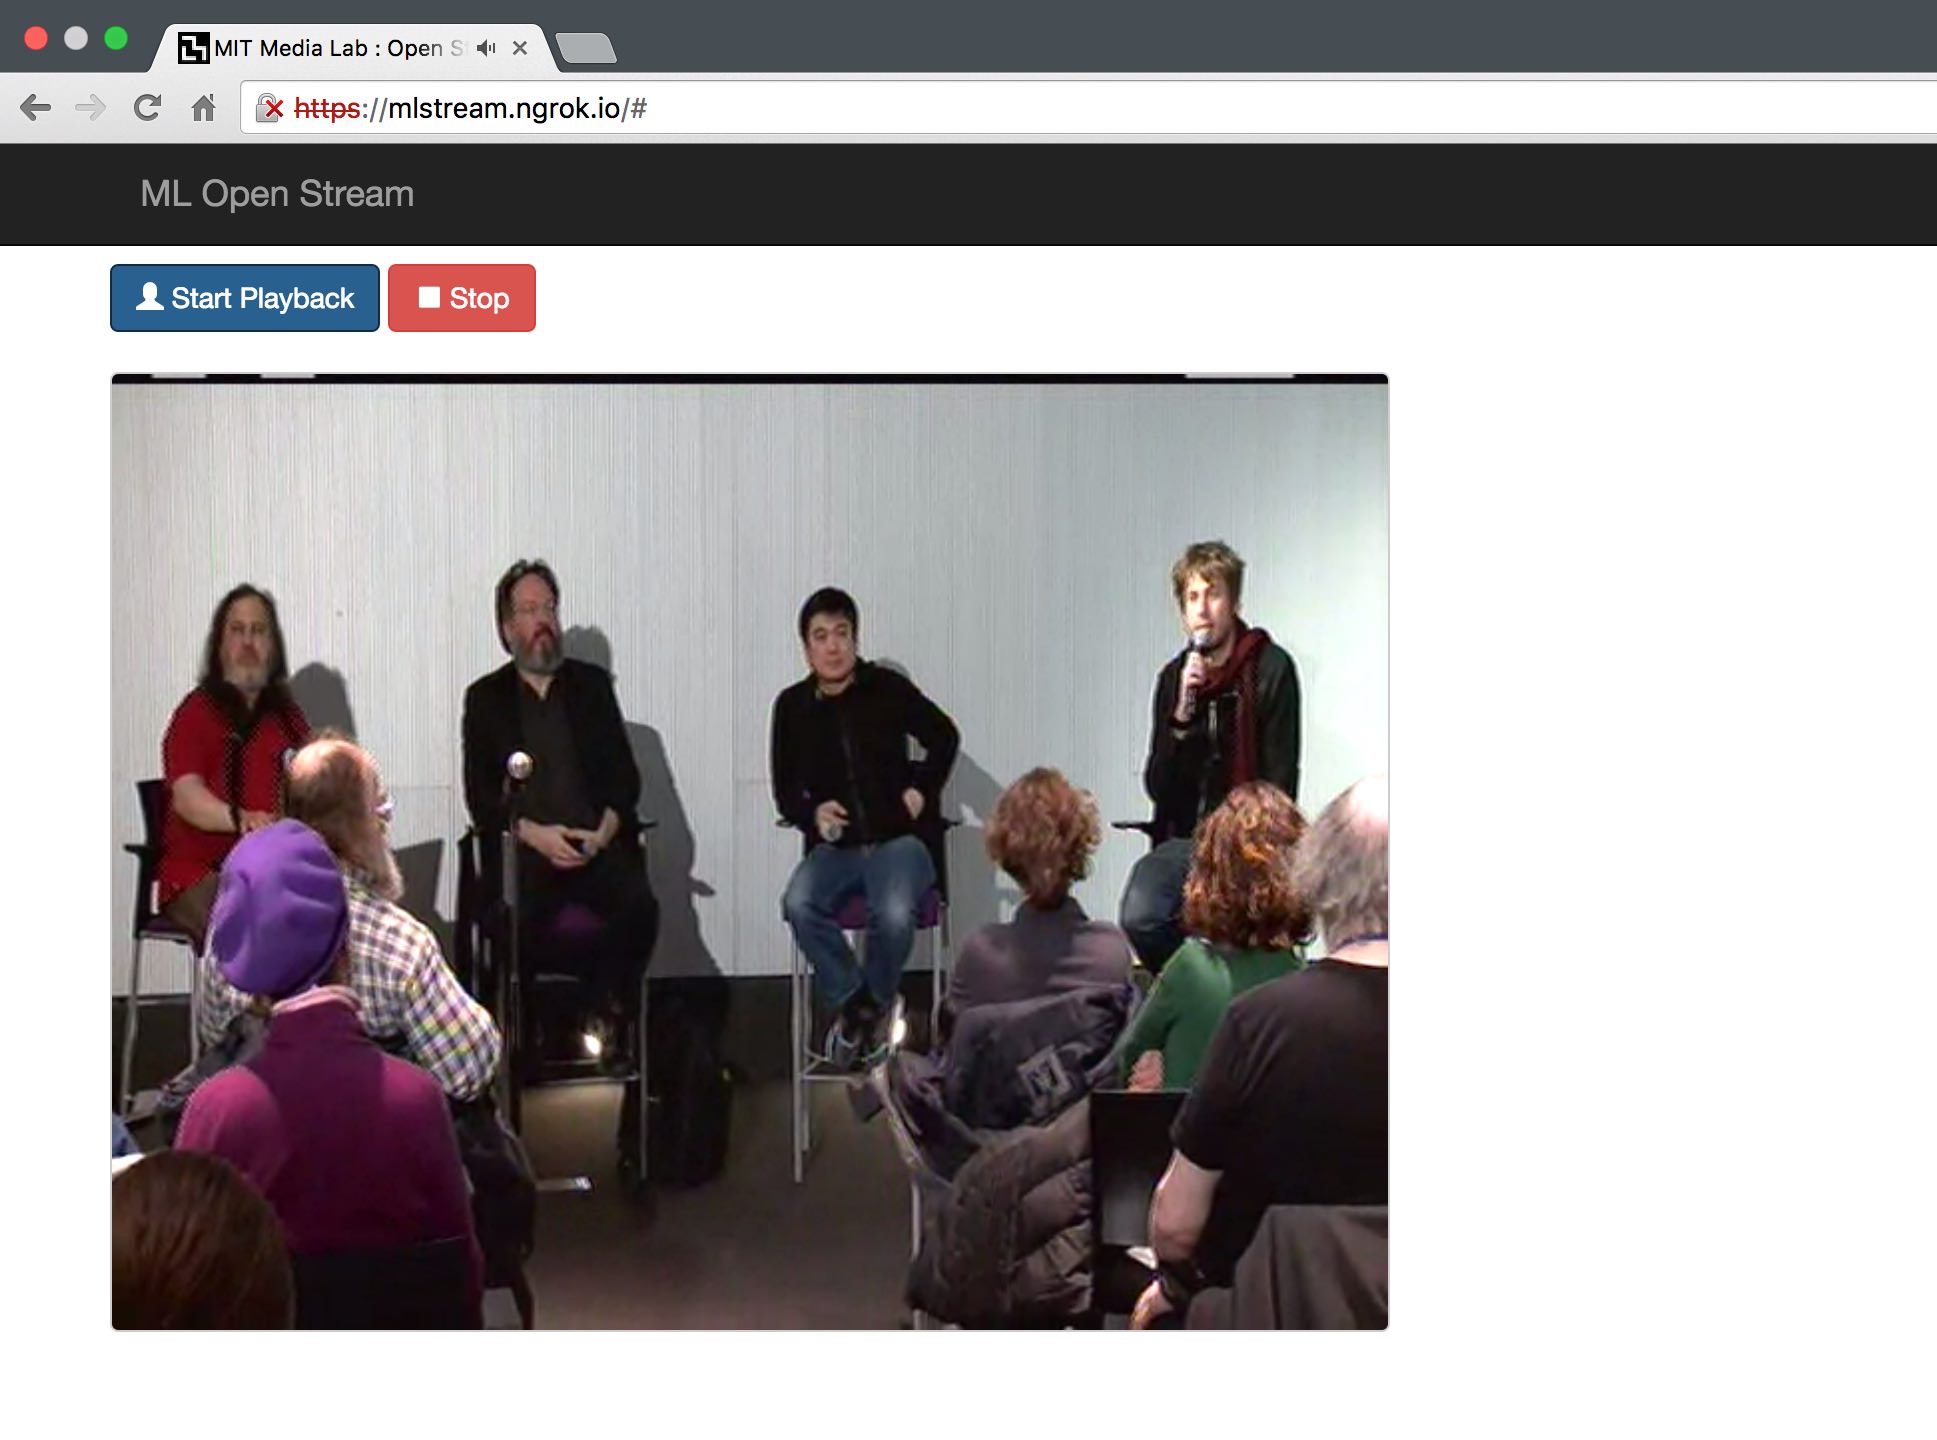 MIT Media Lab : Open S
https://mlstream.ngrok.io/#
ML Open Stream
Start Playback
Stop